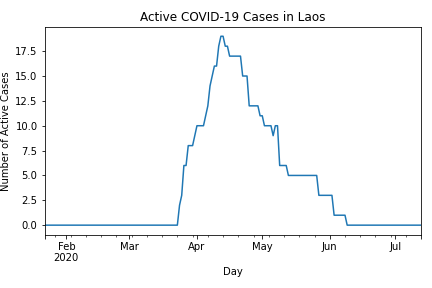 Active COVID-19 Cases in Laos
Number of Active Cases
17.5
15.0
12.5
10.0
7.5
5.0
2.5
0.0
Feb Mar Apr May Jun Jul
2020
Day